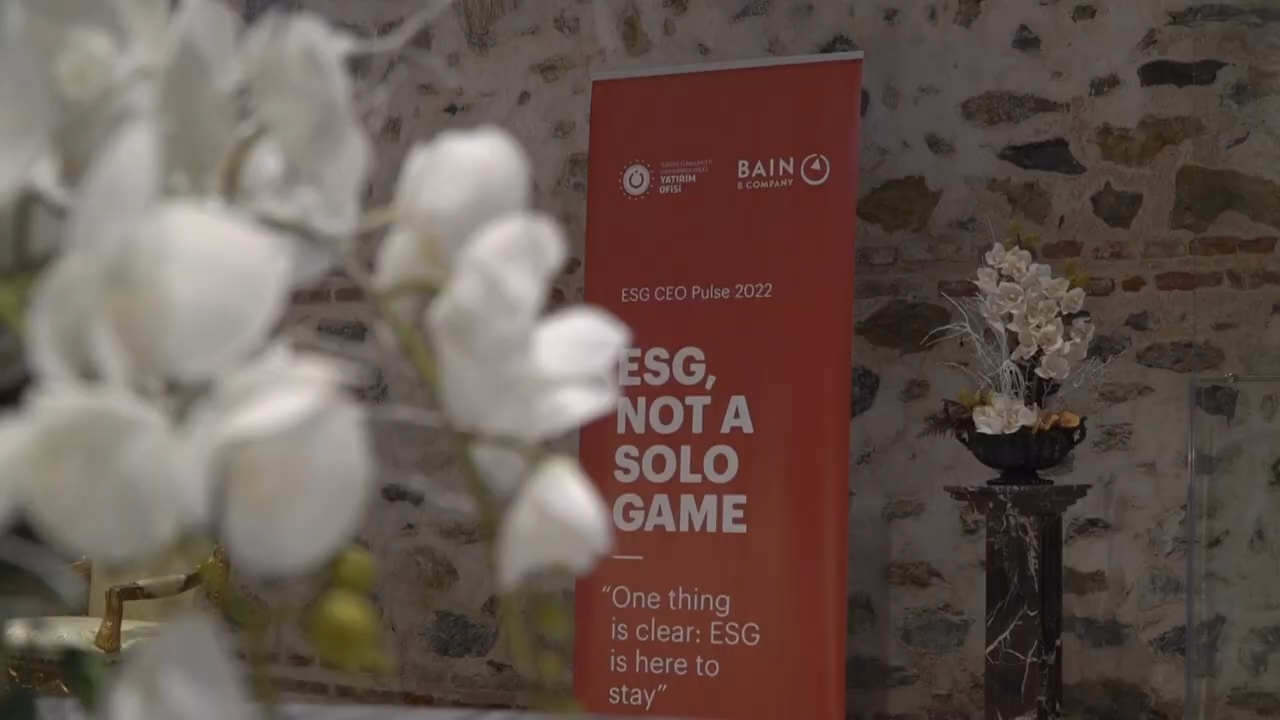 YATIRIM
OFİSİ
BAIN
& COMPANY
ESG CEO Pulse 2022
ESG,
NOT A
SOLO
GAME
“One thing
is clear: ESG
is here to
stay”